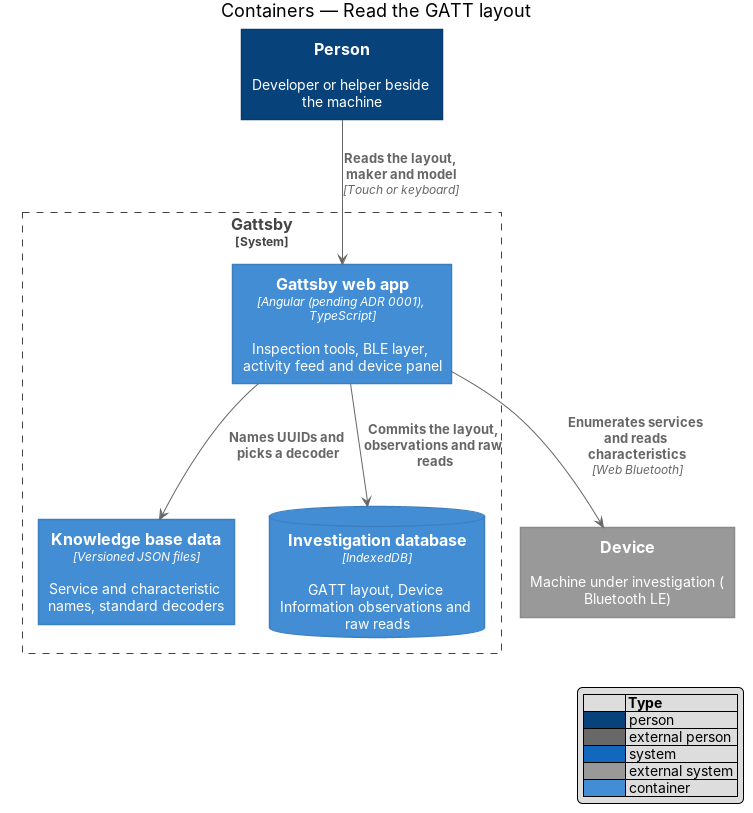 Containers — Read the GATT layout
Person
Developer or helper beside
the machine
Reads the layout,
maker and model
[Touch or keyboard]
Gattsby
[System]
Gattsby web app
[Angular (pending ADR 0001),
TypeScript]
Inspection tools, BLE layer,
activity feed and device panel
Names UUIDs and
picks a decoder
Commits the layout,
observations and raw
reads
Enumerates services
and reads
characteristics
[Web Bluetooth]
Knowledge base data
[Versioned JSON files]
Service and characteristic
names, standard decoders
Investigation database
[IndexedDB]
GATT layout, Device
Information observations and
raw reads
Device
Machine under investigation (
Bluetooth LE)
Type
person
external person
system
external system
container